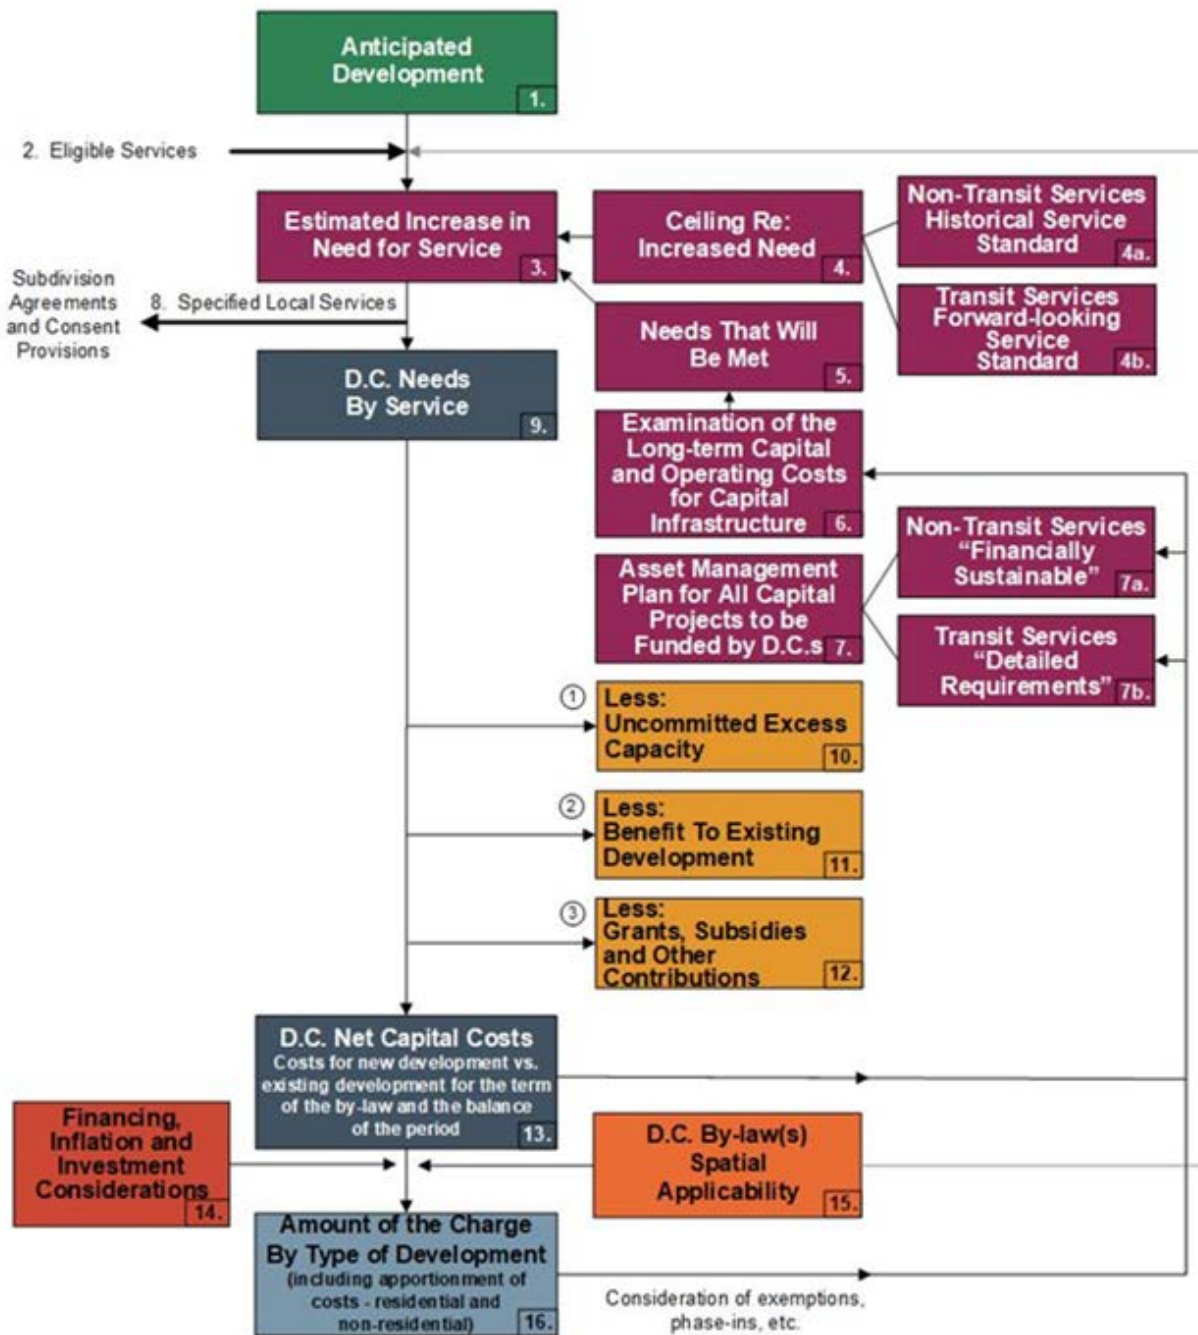 Anticipated
Development
1.
2. Eligible Services
Estimated Increase in
Need for Service
3.
Ceiling Re:
Increased Need
4.
Non-Transit Services
Historical Service
Standard
4a.
Transit Services
Forward-looking
Service
Standard
4b.
Subdivision
Agreements
and Consent
Provisions
8. Specified Local Services
Needs That Will
Be Met
5.
D.C. Needs
By Service
9.
Examination of the
Long-term Capital
and Operating Costs
for Capital
Infrastructure
6.
Asset Management
Plan for All Capital
Projects to be
Funded by D.C.s
7.
Non-Transit Services
“Financially
Sustainable”
7a.
Transit Services
“Detailed
Requirements”
7b.
1
Less:
Uncommitted Excess
Capacity
10.
2
Less:
Benefit To Existing
Development
11.
3
Less:
Grants, Subsidies
and Other
Contributions
12.
D.C. Net Capital Costs
Costs for new development vs.
existing development for the term
of the by-law and the balance
of the period
13.
Financing,
Inflation and
Investment
Considerations
14.
D.C. By-law(s)
Spatial
Applicability
15.
Amount of the Charge
By Type of Development
(including apportionment of
costs - residential and
non-residential)
16.
Consideration of exemptions,
phase-ins, etc.